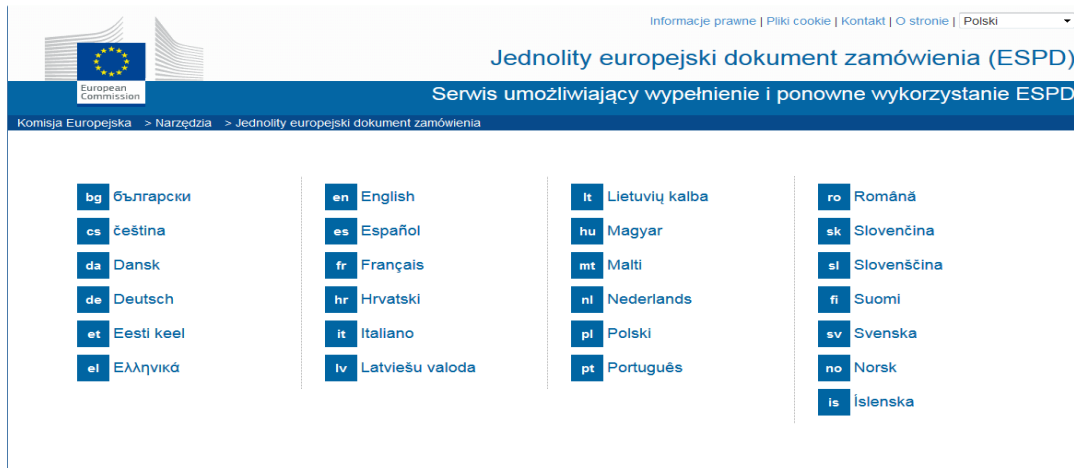 Informacje prawne | Pliki cookie | Kontakt | O stronie | Polski
Jednolity europejski dokument zamówienia (ESPD)
European
Commission
Serwis umożliwiający wypełnienie i ponowne wykorzystanie ESPD
Komisja Europejska > Narzędzia > Jednolity europejski dokument zamówienia
bg български
cs čeština
da Dansk
de Deutsch
et Eesti keel
el Ελληνικά
en English
es Español
fr Français
hr Hrvatski
it Italiano
lv Latviešu valoda
lt Lietuvių kalba
hu Magyar
mt Malti
nl Nederlands
pl Polski
pt Português
ro Română
sk Slovenčina
sl Slovenščina
fi Suomi
sv Svenska
no Norsk
is Íslenska